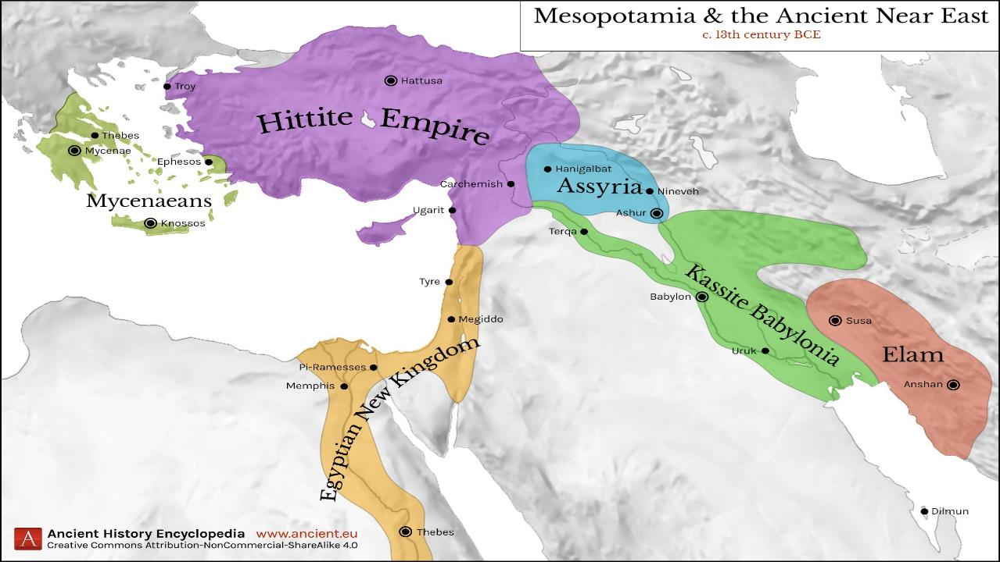 Mesopotamia & the Ancient Near East
c. 13th century BCE
Hattusa
Troy
Hittite Empire
Thebes
Mycenae
Ephesos
Hanigalbat
Carchemish
Assyria
Nineveh
Mycenaeans
Ugarit
Ashur
Knossos
Terqa
Tyre
Kassite Babylonia
Babylon
Megiddo
Susa
Uruk
Elam
Pi-Ramesses
Memphis
Anshan
Egyptian New Kingdom
Dilmun
Thebes
A
Ancient History Encyclopedia www.ancient.eu
Creative Commons Attribution-NonCommercial-ShareAlike 4.0